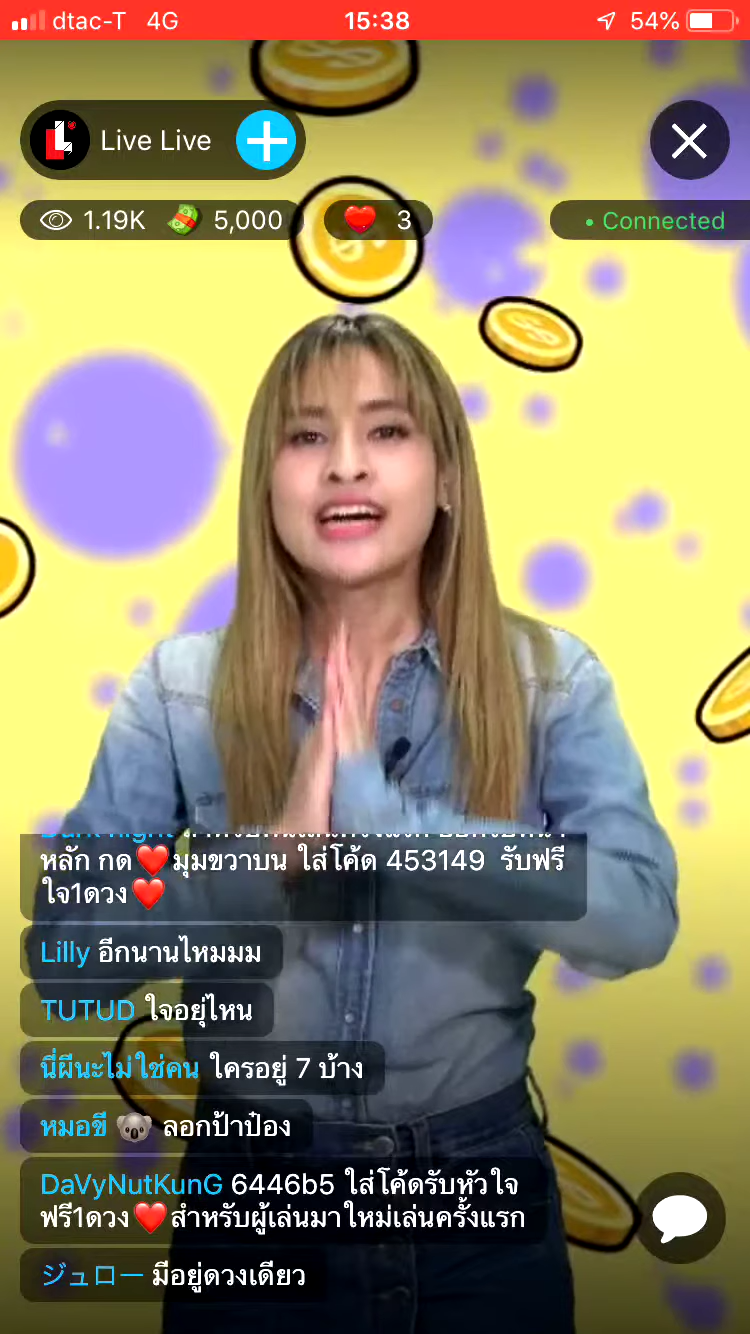 dtac-T 4G 15:38 54%
Live Live
1.19K 5,000 3 Connected
หลัก กด❤️มุมขวาบน ใส่โค้ด 453149 รับฟรี
ใจ1ดวง❤️
Lilly อีกนานไหมมม
TUTUD ใจอยู่ไหน
นี่ผีนะไม่ใช่คน ใครอยู่ 7 บ้าง
หมอขี 🐨 ลอกป้าป๋อง
DaVyNutKunG 6446b5 ใส่โค้ดรับหัวใจ
ฟรี1ดวง❤️สำหรับผู้เล่นมาใหม่เล่นครั้งแรก
ジュロー มีอยู่ดวงเดียว